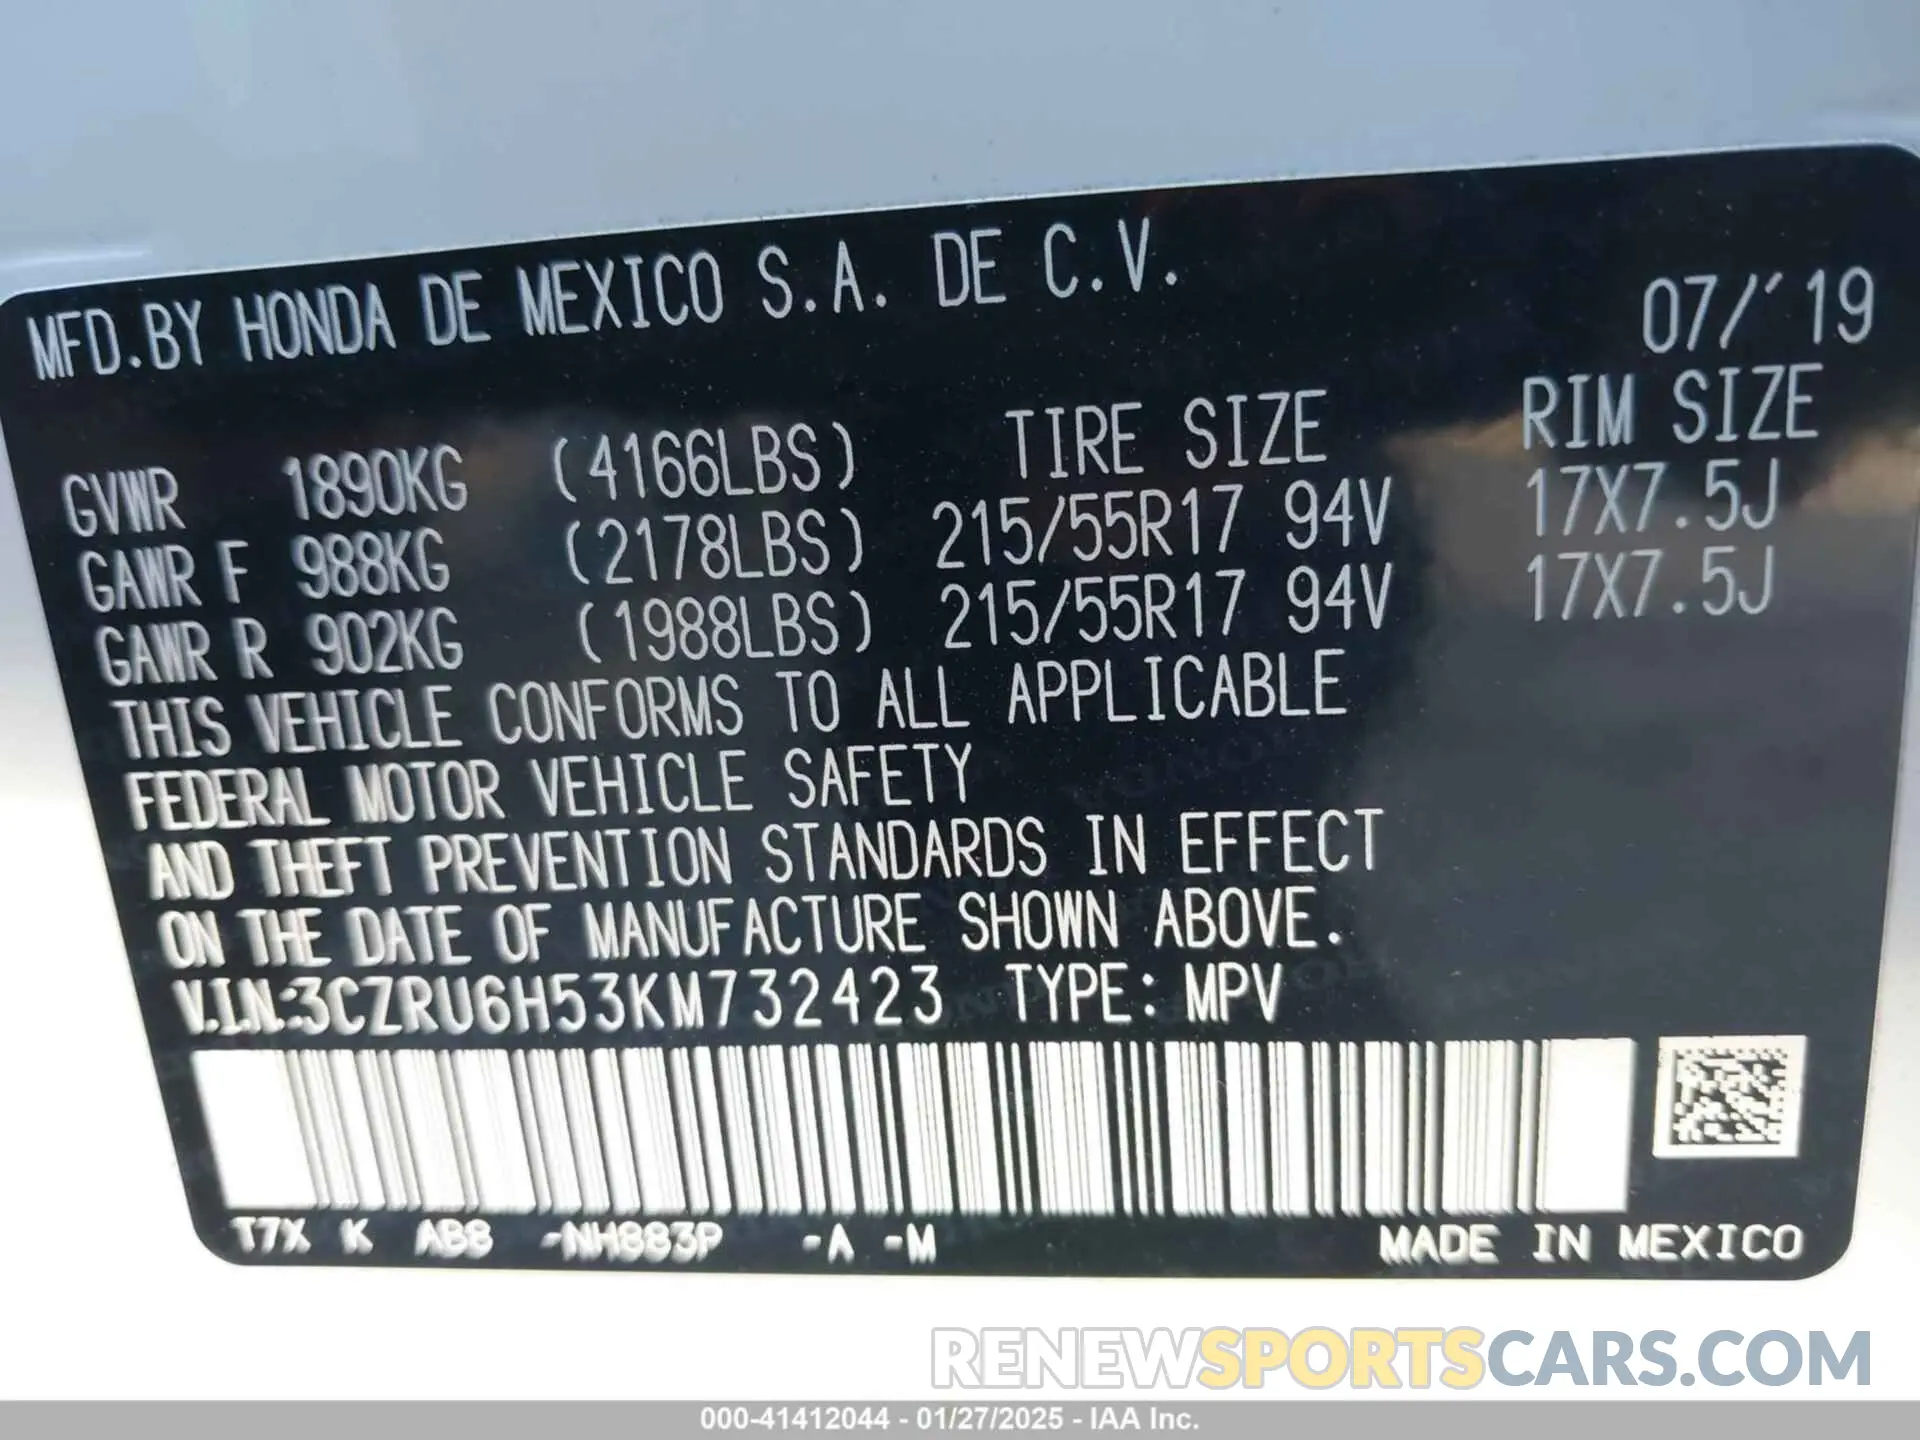 MFD.BY HONDA DE MEXICO S.A. DE C.V. 07/'19
GVWR 1890KG (4166LBS) TIRE SIZE RIM SIZE
GAWR F 988KG (2178LBS) 215/55R17 94V 17X7.5J
GAWR R 902KG (1988LBS) 215/55R17 94V 17X7.5J
THIS VEHICLE CONFORMS TO ALL APPLICABLE
FEDERAL MOTOR VEHICLE SAFETY
AND THEFT PREVENTION STANDARDS IN EFFECT
ON THE DATE OF MANUFACTURE SHOWN ABOVE.
V.I.N:3CZRU6H53KM732423 TYPE: MPV
T7X K AB8 -NH883P -A -M MADE IN MEXICO
RENEWSPORTSCARS.COM
000-41412044 - 01/27/2025 - IAA Inc.